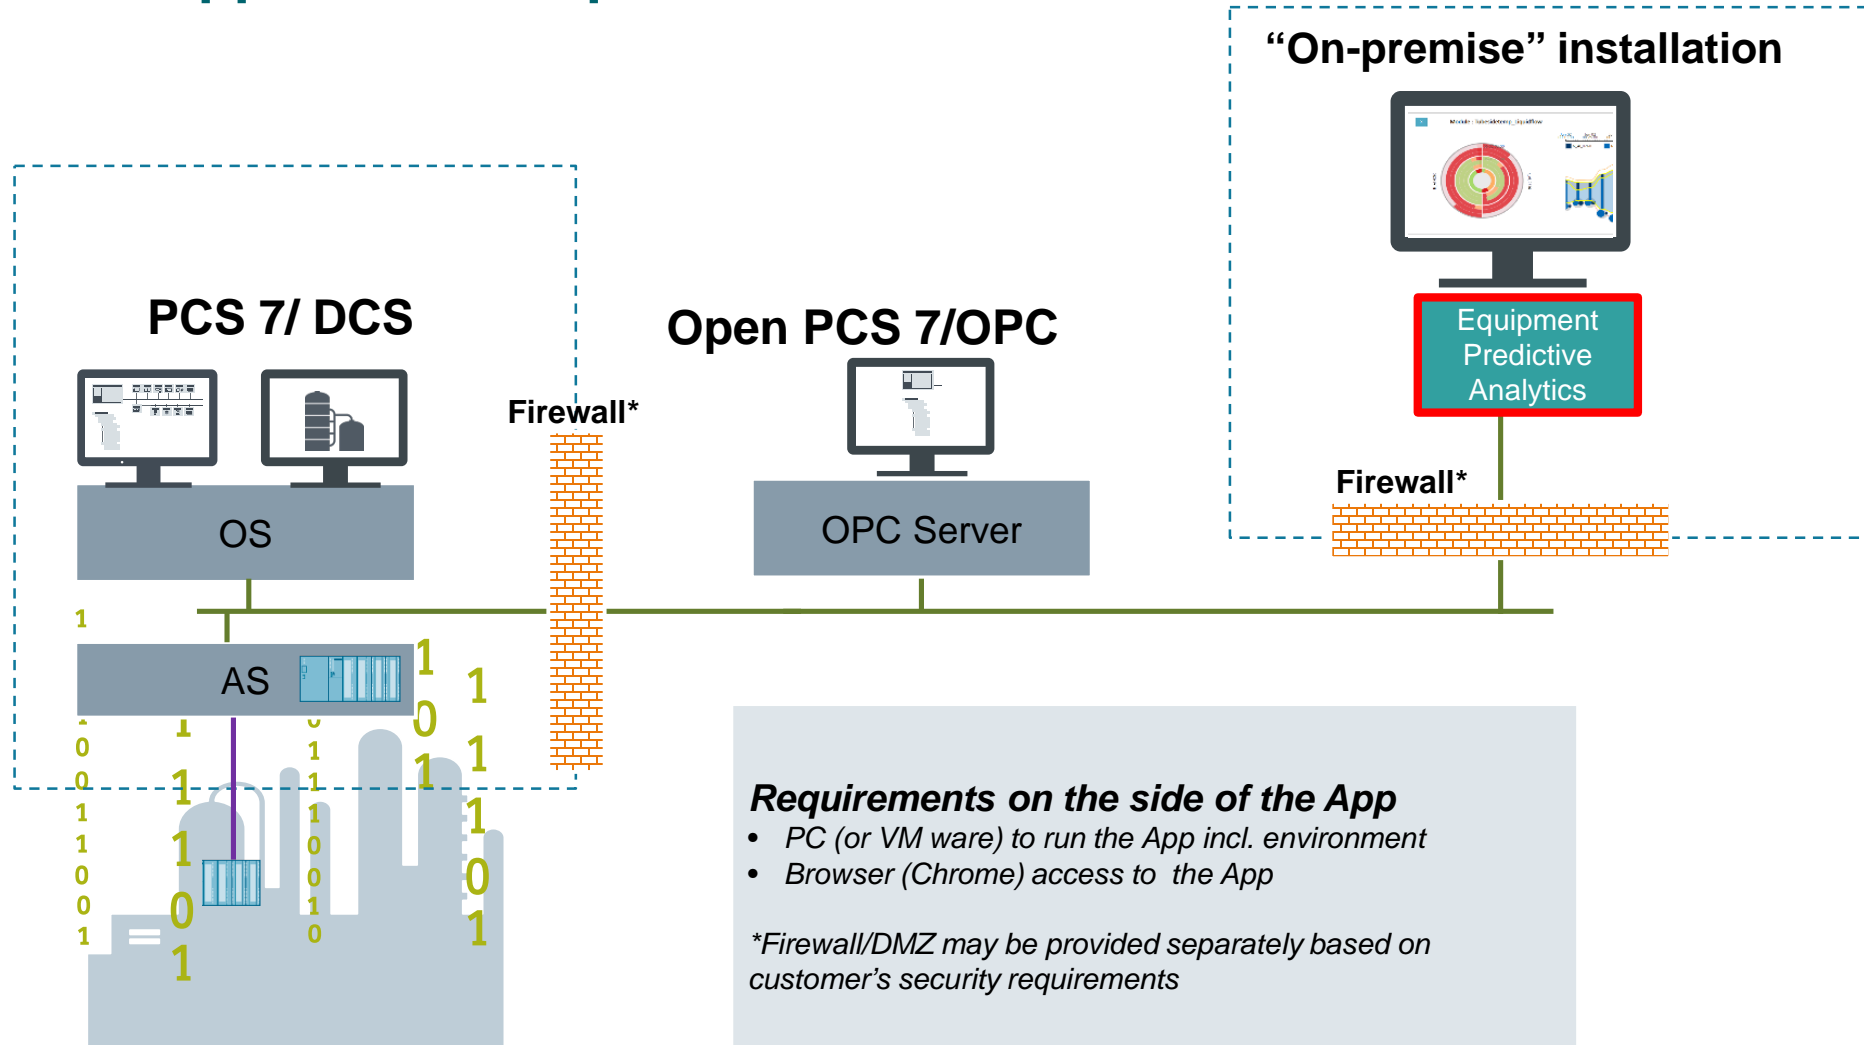 “On-premise” installation
Module : lakesidetemp_liquidflow
PCS 7/ DCS
Open PCS 7/OPC
Equipment
Predictive
Analytics
Firewall*
Firewall*
OS
OPC Server
AS
Requirements on the side of the App
• PC (or VM ware) to run the App incl. environment
• Browser (Chrome) access to the App
*Firewall/DMZ may be provided separately based on
customer’s security requirements